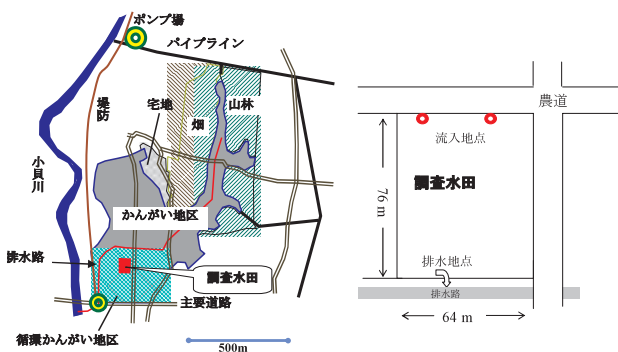 ポンプ場
パイプライン
宅地
山林
堤防
畑
小貝川
かんがい地区
排水路
調査水田
主要道路
循環かんがい地区
500m
農道
流入地点
調査水田
76 m
排水地点
排水路
64 m